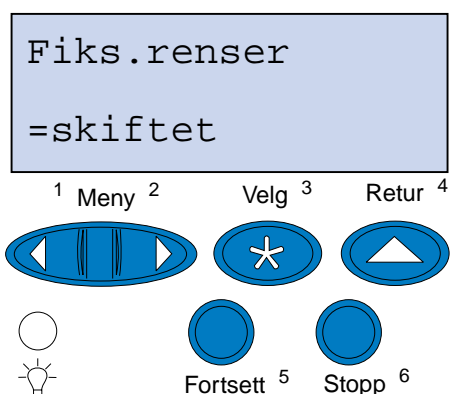 Fiks.renser
=skiftet
1 Meny 2 Velg 3 Retur 4
Fortsett 5 Stopp 6